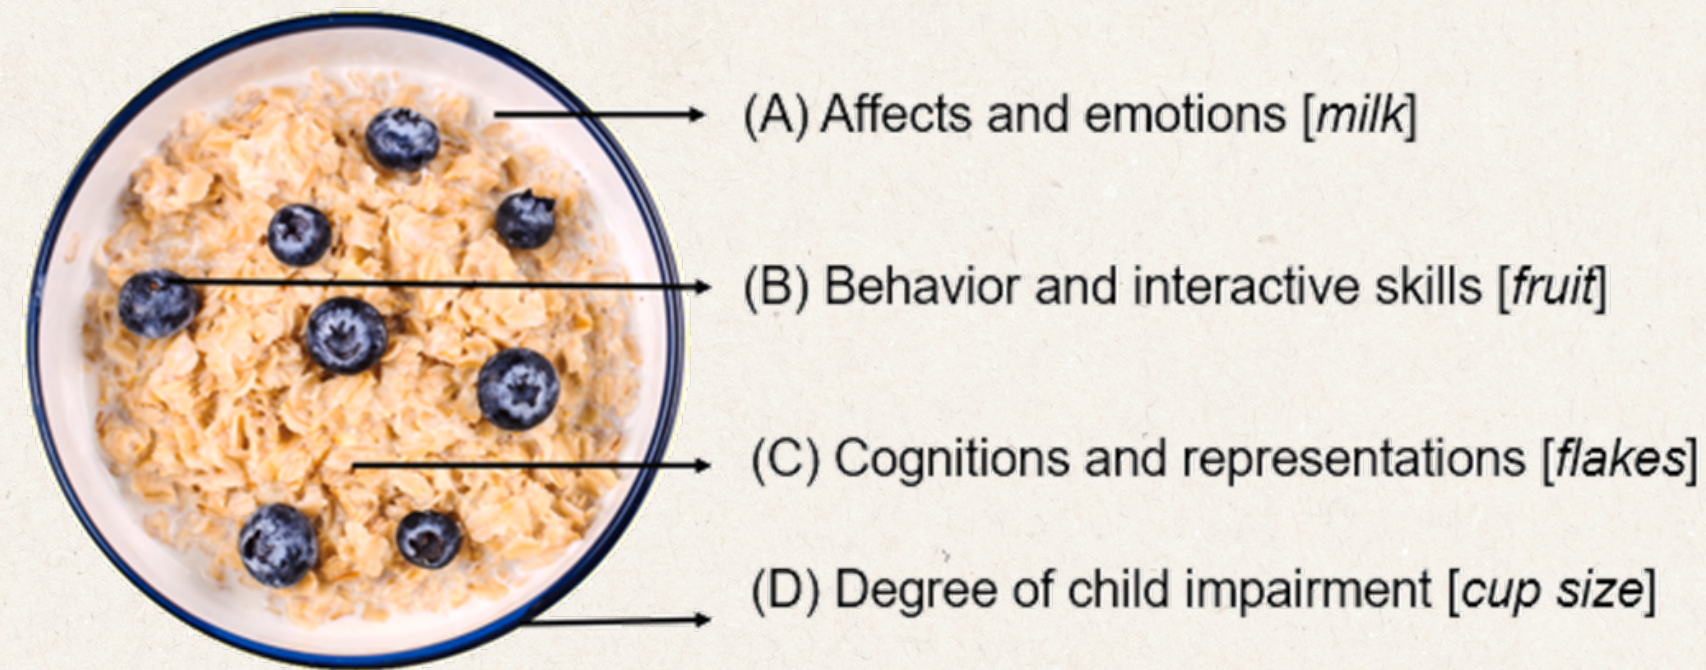 (A) Affects and emotions [milk]
(B) Behavior and interactive skills [fruit]
(C) Cognitions and representations [flakes]
(D) Degree of child impairment [cup size]